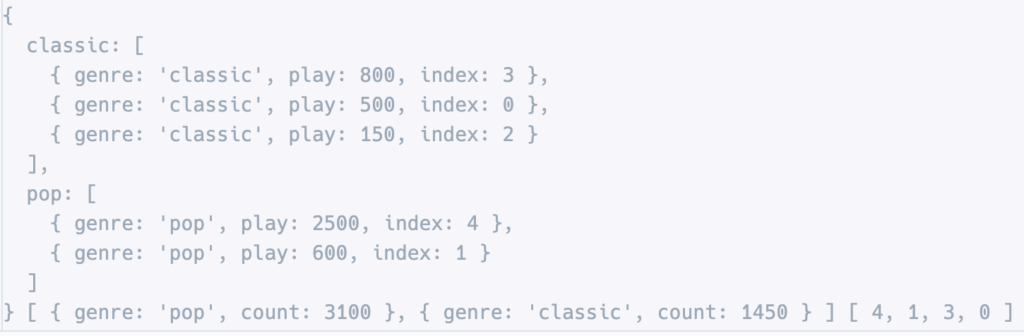 {
  classic: [
    { genre: 'classic', play: 800, index: 3 },
    { genre: 'classic', play: 500, index: 0 },
    { genre: 'classic', play: 150, index: 2 }
  ],
  pop: [
    { genre: 'pop', play: 2500, index: 4 },
    { genre: 'pop', play: 600, index: 1 }
  ]
} [ { genre: 'pop', count: 3100 }, { genre: 'classic', count: 1450 } ] [ 4, 1, 3, 0 ]